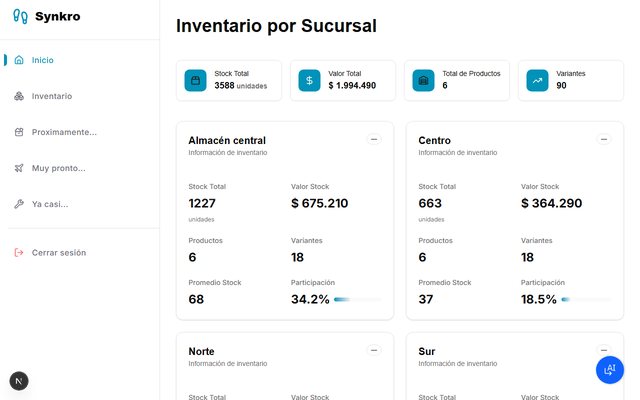 Synkro
Inicio
Inventario
Proximamente...
Muy pronto...
Ya casi...
Cerrar sesión
N
Inventario por Sucursal
Stock Total
3588 unidades
Valor Total
$ 1.994.490
Total de Productos
6
Variantes
90
Almacén central
Información de inventario
Stock Total
1227
unidades
Valor Stock
$ 675.210
Productos
6
Variantes
18
Promedio Stock
68
Participación
34.2%
Centro
Información de inventario
Stock Total
663
unidades
Valor Stock
$ 364.290
Productos
6
Variantes
18
Promedio Stock
37
Participación
18.5%
Norte
Información de inventario
Stock Total
Valor Stock
Sur
Información de inventario
Stock Total
Valor Stock
AI